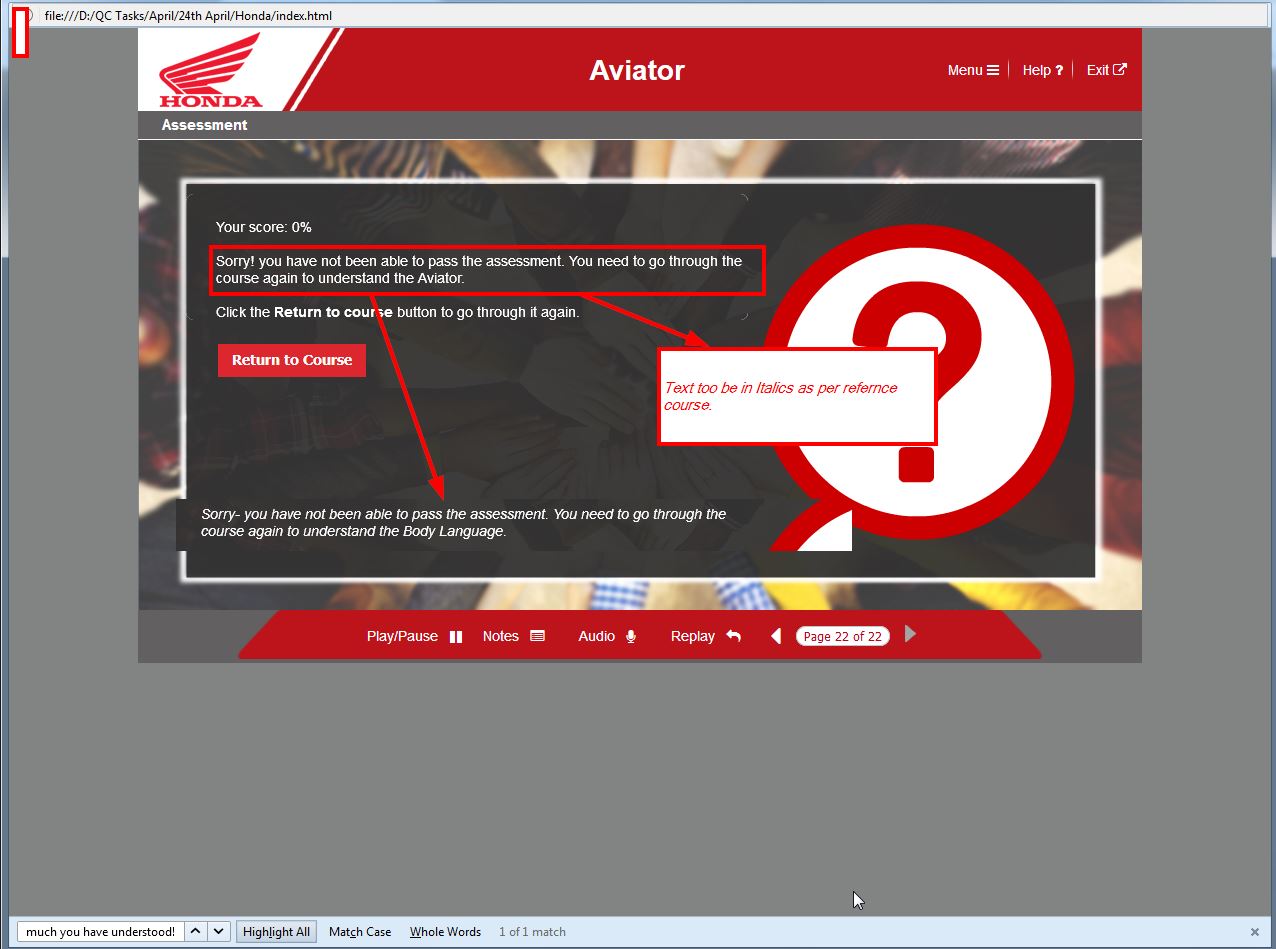 file:///D:/QC Tasks/April/24th April/Honda/index.html
HONDA
Aviator
Menu
Help ?
Exit
Assessment
Your score: 0%
Sorry! you have not been able to pass the assessment. You need to go through the
course again to understand the Aviator.
Click the Return to course button to go through it again.
Return to Course
?
Text too be in Italics as per refernce
course.
Sorry- you have not been able to pass the assessment. You need to go through the
course again to understand the Body Language.
Play/Pause
Notes
Audio
Replay
Page 22 of 22
much you have understood!
Highlight All
Match Case
Whole Words
1 of 1 match